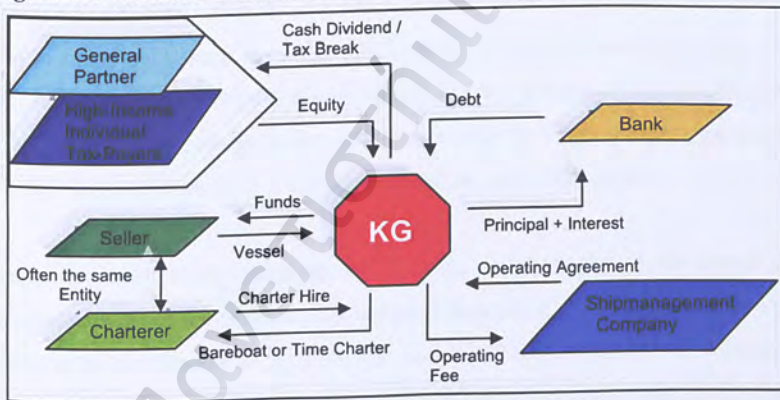 Cash Dividend /
Tax Break
General
Partner
High-Income
Individual
Tax Payers
Equity
Debt
Bank
Funds
KG
Principal + Interest
Seller
Vessel
Operating Agreement
Often the same
Entity
Charter Hire
Shipmanagement
Company
Charterer
Bareboat or Time Charter
Operating
Fee